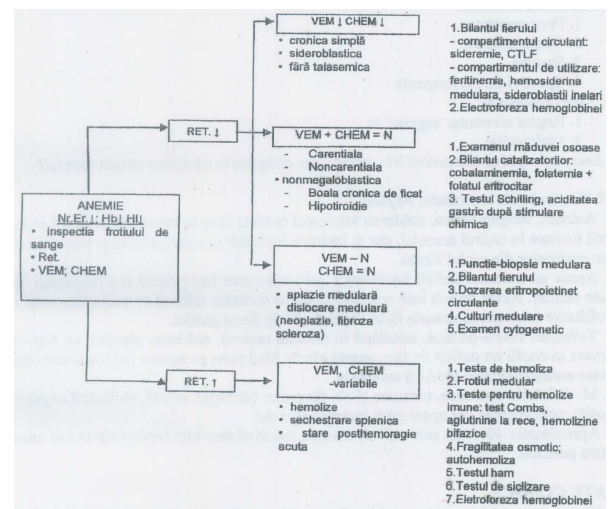 VEM ↓ CHEM ↓
• cronica simplă
• sideroblastica
• fără talasemica
1.Bilantul fierului
- compartimentul circulant:
sideremie, CTLF
- compartimentul de utilizare:
feritinemie, hemosiderina
medulara, sideroblastii inelari
2.Electroforeza hemoglobinei
RET. ↓
VEM + CHEM = N
- Carentiala
- Noncarentiala
• nonmegaloblastica
- Boala cronica de ficat
- Hipotiroidie
1.Examenul măduvei osoase
2.Bilantul catalizatorilor:
cobalaminemia, folatemia +
folatul eritrocitar
3. Testul Schilling, aciditatea
gastric după stimulare
chimica
ANEMIE
Nr.Er.↓; Hb↓ Hl↓
• inspectia frotiului de
sange
• Ret.
• VEM; CHEM
VEM – N
CHEM = N
• aplazie medulară
• dislocare medulară
(neoplazie, fibroza
scleroza)
1.Punctie-biopsie medulara
2.Bilantul fierului
3.Dozarea eritropoietinei
circulante
4.Culturi medulare
5.Examen cytogenetic
RET. ↑
VEM, CHEM
-variabile
• hemolize
• sechestrare splenica
• stare posthemoragie
acuta
1.Teste de hemolize
2.Frotiul medular
3.Teste pentru hemolize
imune: test Combs,
aglutinine la rece, hemolizine
bifazice
4.Fragilitatea osmotic;
autohemoliza
5.Testul ham
6.Testul de siclizare
7.Eletroforeza hemoglobinei